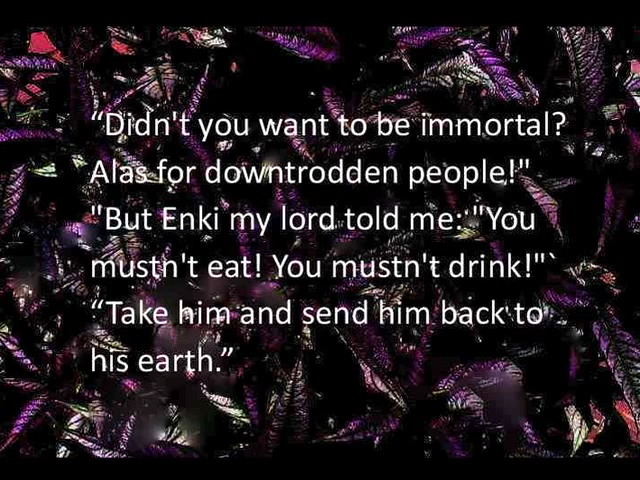 “Didn't you want to be immortal?
Alas for downtrodden people!"
"But Enki my lord told me: "You
mustn't eat! You mustn't drink!"`
“Take him and send him back to
his earth.”